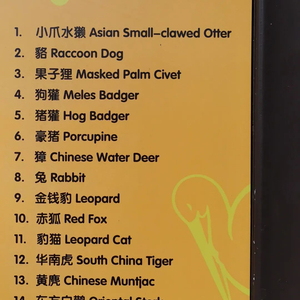 1. 小爪水獭 Asian Small-clawed Otter
2. 貉 Raccoon Dog
3. 果子狸 Masked Palm Civet
4. 狗獾 Meles Badger
5. 猪獾 Hog Badger
6. 豪猪 Porcupine
7. 獐 Chinese Water Deer
8. 兔 Rabbit
9. 金钱豹 Leopard
10. 赤狐 Red Fox
11. 豹猫 Leopard Cat
12. 华南虎 South China Tiger
13. 黄麂 Chinese Muntjac